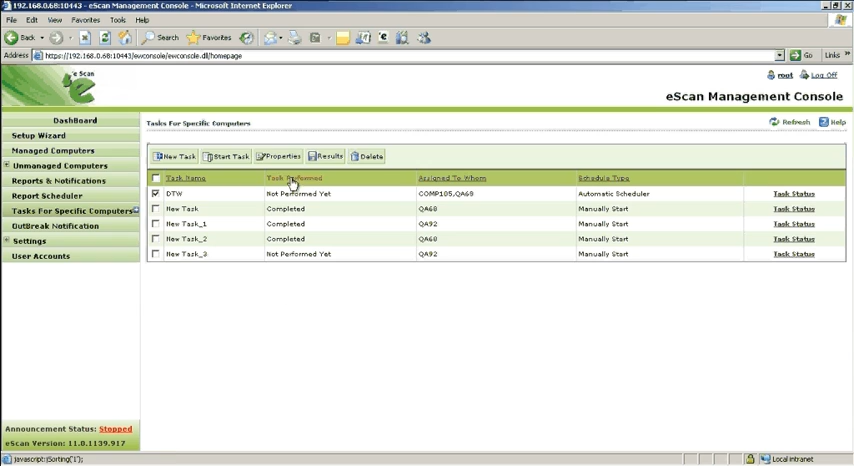 192.168.0.68:10443 - eScan Management Console - Microsoft Internet Explorer
File Edit View Favorites Tools Help
Back Search Favorites
Address https://192.168.0.68:10443/ewconsole/ewconsole.dll/homepage Go Links »
e Scan
root Log Off
eScan Management Console
DashBoard
Setup Wizard
Managed Computers
Unmanaged Computers
Reports & Notifications
Report Scheduler
Tasks For Specific Computers
OutBreak Notification
Settings
User Accounts
Tasks For Specific Computers Refresh Help
New Task Start Task Properties Results Delete
Task Name Task Performed Assigned To Whom Schedule Type
DTW Not Performed Yet COMP105,QA68 Automatic Scheduler Task Status
New Task Completed QA68 Manually Start Task Status
New Task_1 Completed QA92 Manually Start Task Status
New Task_2 Completed QA68 Manually Start Task Status
New Task_3 Not Performed Yet QA92 Manually Start Task Status
Announcement Status: Stopped
eScan Version: 11.0.1139.917
javascript:jSorting('1');
Local intranet